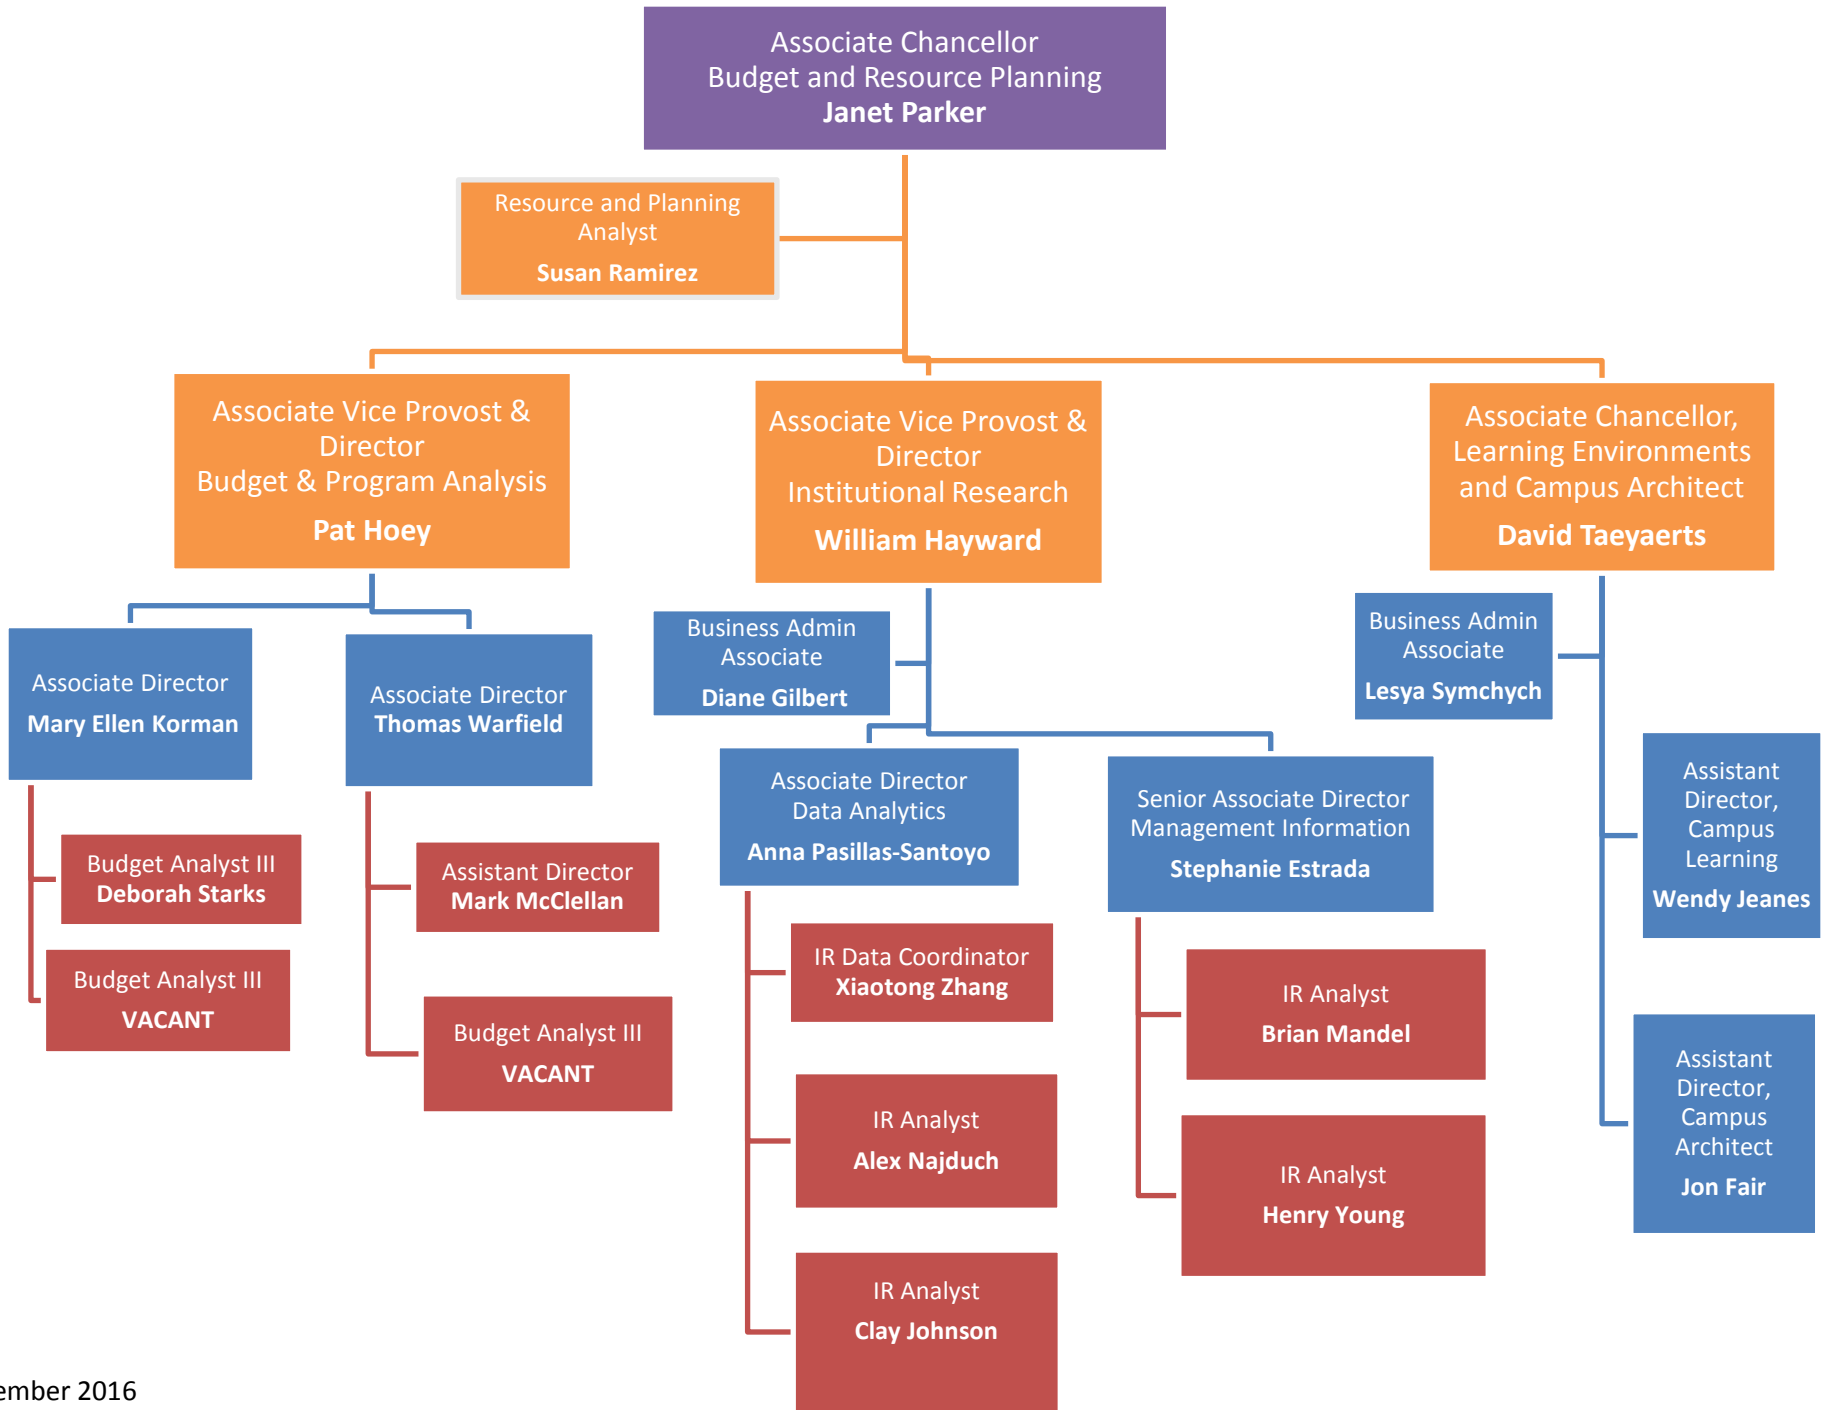 Associate Chancellor
Budget and Resource Planning
Janet Parker
Resource and Planning
Analyst
Susan Ramirez
Associate Vice Provost &
Director
Budget & Program Analysis
Pat Hoey
Associate Vice Provost &
Director
Institutional Research
William Hayward
Associate Chancellor,
Learning Environments
and Campus Architect
David Taeyaerts
Associate Director
Mary Ellen Korman
Associate Director
Thomas Warfield
Business Admin
Associate
Diane Gilbert
Business Admin
Associate
Lesya Symchych
Budget Analyst III
Deborah Starks
Budget Analyst III
VACANT
Assistant Director
Mark McClellan
Budget Analyst III
VACANT
Associate Director
Data Analytics
Anna Pasillas-Santoyo
IR Data Coordinator
Xiaotong Zhang
IR Analyst
Alex Najduch
IR Analyst
Clay Johnson
Senior Associate Director
Management Information
Stephanie Estrada
IR Analyst
Brian Mandel
IR Analyst
Henry Young
Assistant
Director,
Campus
Learning
Wendy Jeanes
Assistant
Director,
Campus
Architect
Jon Fair
2016